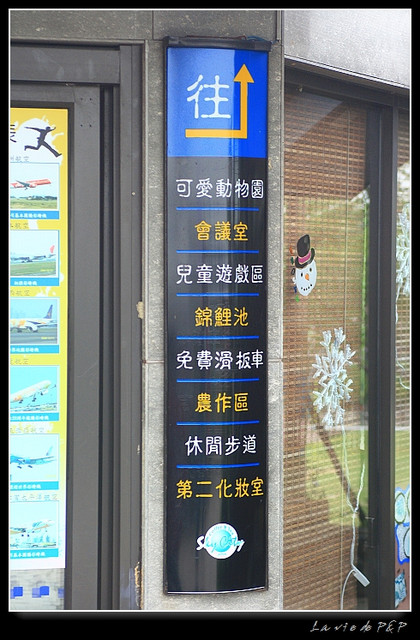 往
可愛動物園
會議室
兒童遊戲區
錦鯉池
免費滑板車
農作區
休閒步道
第二化妝室
La vie de P&P